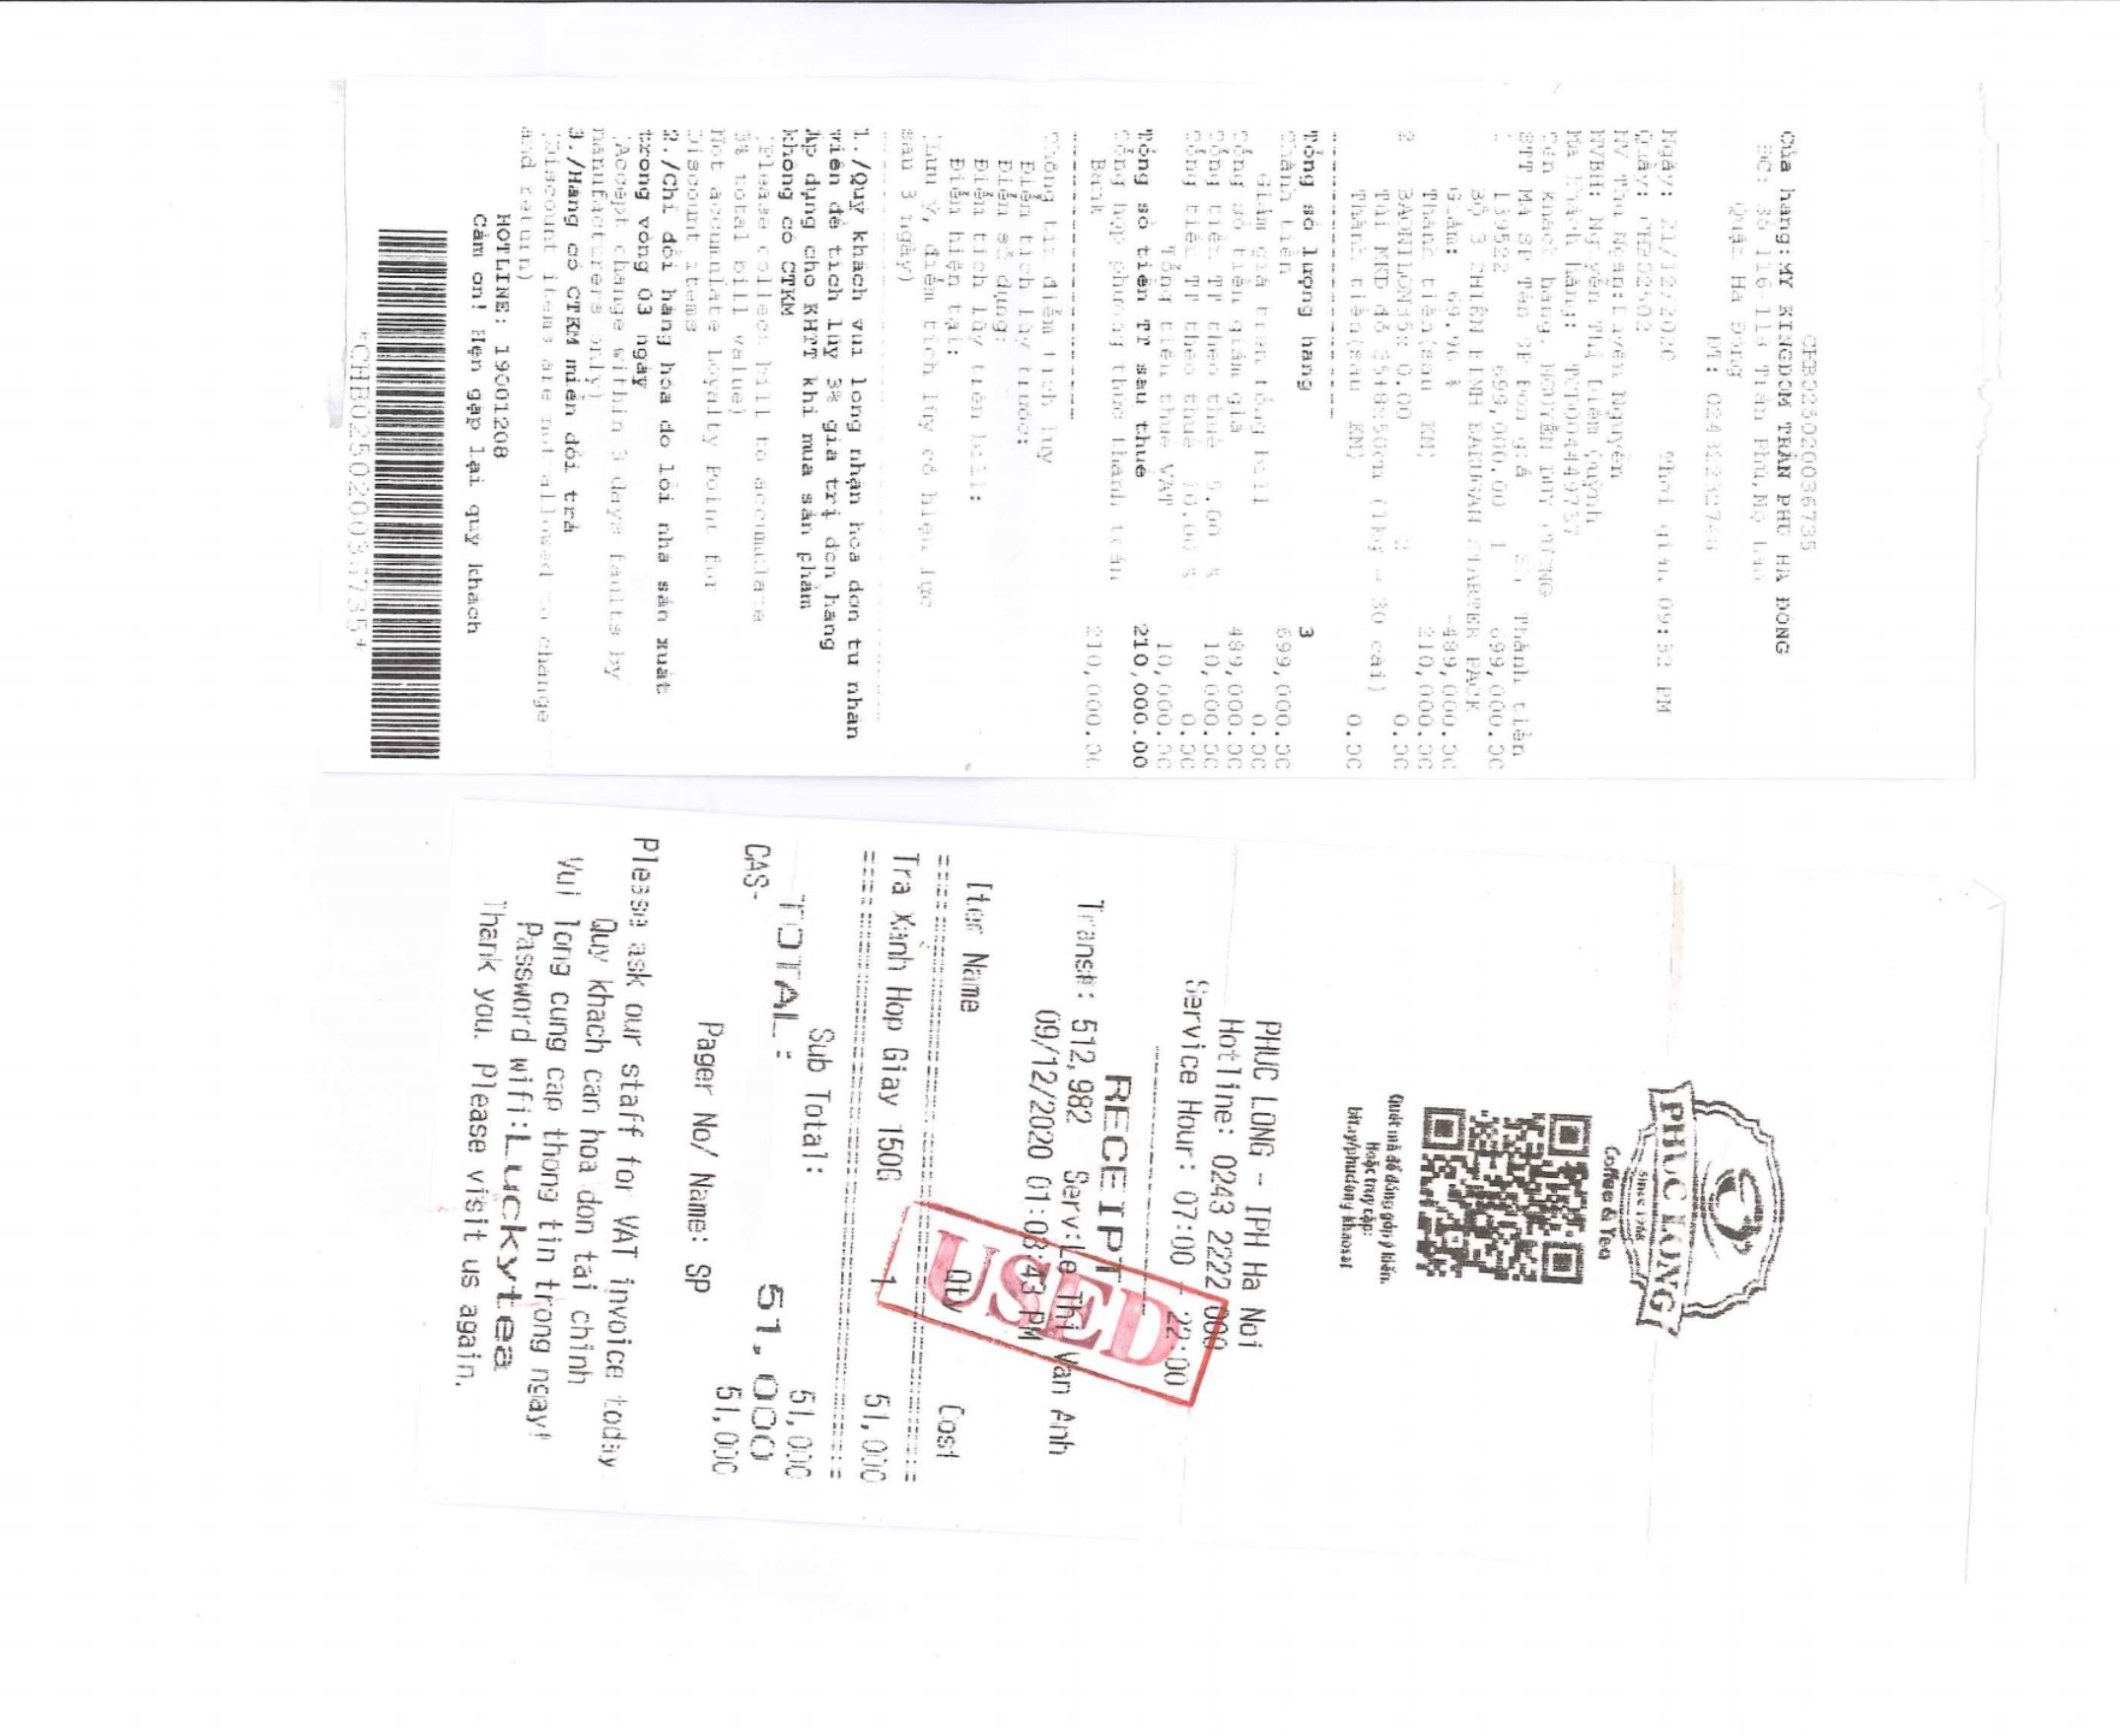 CHB025020036735
Của hàng:MY KINGDOM TRẦN PHÚ HÀ ĐÔNG
ĐC: Số 116-118 Trần Phú,Mộ Lao
Quận Hà Đông
ĐT: 02432232748
Ngày: 21/12/2020 Thời gian 09:32 PM
Quầy: CHB02502
NV Thu Ngân:Luyến Nguyễn
NVBH: Nguyễn Thị Diễm Quỳnh
Mã khách hàng: TCD004449737
Tên khách hàng. NGUYỄN DUY CƯƠNG
STT Mã SP Tên SP Đơn giá SL Thành tiền
1 139522 699,000.00 1 699,000.00
BỘ 3 CHIẾN BINH BAKUGAN STARTER PACK
Giảm: 69.96 % -489,000.00
Thành tiền(sau KM) 210,000.00
2 BAONILON35x 0.00 2 0.00
Túi MKD đỏ 35+8x50cm (1kg = 30 cái)
Thành tiền(sau KM) 0.00
Tổng số lượng hàng 3
Thành tiền 699,000.00
Giảm giá trên tổng bill 0.00
Tổng số tiền giảm giá 489,000.00
Tổng tiền TT theo thuế 5.00 % 10,000.00
Tổng tiền TT theo thuế 10.00 % 0.00
Tổng tiền thuế VAT 10,000.00
Tổng số tiền TT sau thuế 210,000.00
Tổng hợp phương thức thanh toán
Bank 210,000.00
Thông tin điểm tích lũy
Điểm tích lũy trước:
Điểm sử dụng:
Điểm tích lũy trên bill:
Điểm hiện tại:
(Lưu ý, điểm tích lũy có hiệu lực
sau 3 ngày)
1./Quý khách vui lòng nhận hóa đơn từ nhân
viên để tích lũy 3% giá trị đơn hàng
Áp dụng cho KHTT khi mua sản phẩm
không có CTKM
(Please collect bill to accumulate
3% total bill value)
Not accumulate Loyalty Point for
Discount items
2./Chỉ đổi hàng hóa do lỗi nhà sản xuất
trong vòng 03 ngày
(Accept change within 3 days faults by
manufacturers only)
3./Hàng có CTKM miễn đổi trả
(Discount items are not allowed to change
and return)
HOTLINE: 19001208
Cảm ơn! Hẹn gặp lại quý khách
*CHB025020036735*
PHUC LONG
Since 1968
Coffee & Tea
Quét mã để đóng góp ý kiến.
Hoặc truy cập:
bit.ay/phuclong khaosat
PHUC LONG - IPH Ha Noi
Hotline: 0243 2222 000
Service Hour: 07:00 - 22:00
RECEIPT
Trans#: 512,982 Serv:Le Thi Van Anh
09/12/2020 01:03:43 PM
USED
Item Name Qty Cost
Tra Xanh Hop Giay 150G 1 51,000
Sub Total: 51,000
TOTAL: 51,000
CAS- 51,000
Pager No/ Name: SP
Please ask our staff for VAT invoice today
Quy khach can hoa don tai chinh
Vui long cung cap thong tin trong ngay!
Password wifi:Luckytea
Thank you. Please visit us again.